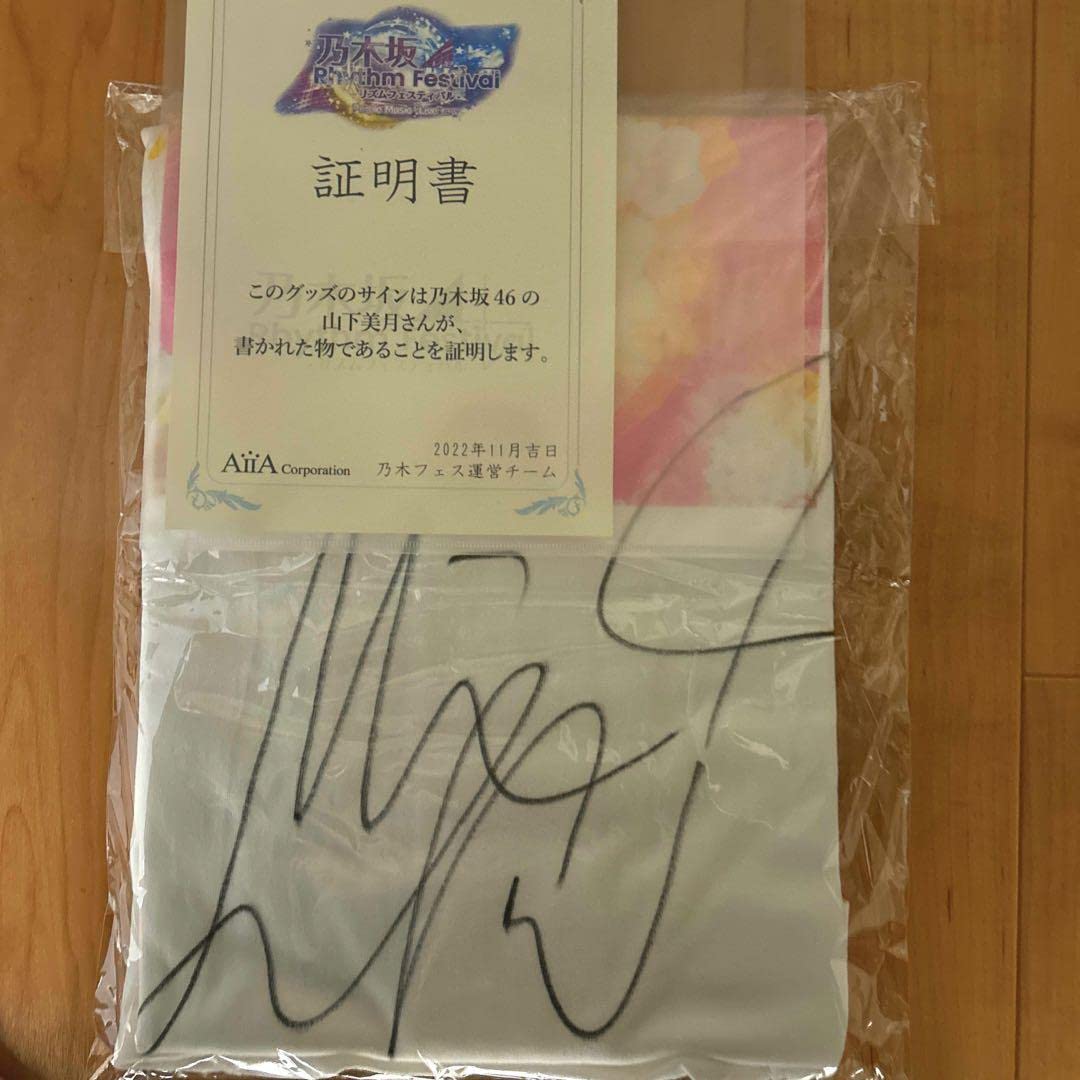 乃木坂
Rhythm Festival
リズムフェスティバル
証明書
このグッズのサインは乃木坂46の
山下美月さんが、
書かれた物であることを証明します。
2022年11月吉日
AiiA Corporation 乃木フェス運営チーム